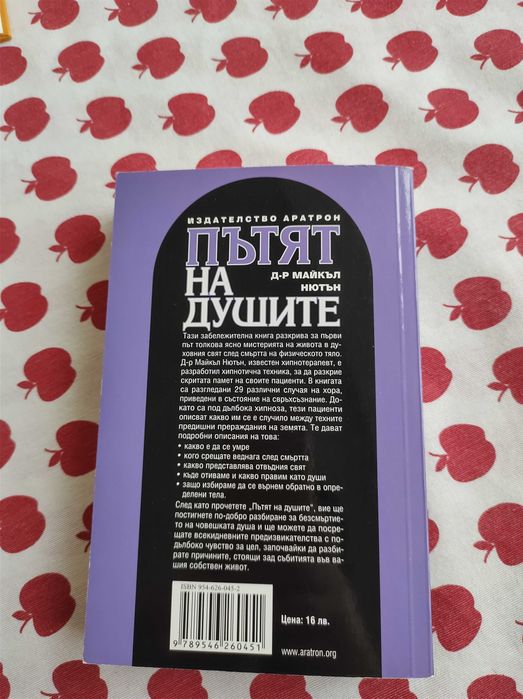 ИЗДАТЕЛСТВО АРАТРОН
ПЪТЯТ
НА
Д-Р МАЙКЪЛ
НЮТЪН
ДУШИТЕ
Тази забележителна книга разкрива за първи
път толкова ясно мистерията на живота в ду-
ховния свят след смъртта на физическото тяло.
Д-р Майкъл Нютън, известен хипнотерапевт, е
разработил хипнотична техника, за да разкрие
скритата памет на своите пациенти. В книгата
са разгледани 29 различни случая на хора,
приведени в състояние на свръхсъзнание. До-
като са под дълбока хипноза, тези пациенти
описват какво им се е случило между техните
предишни прераждания на земята. Те дават
подробни описания на това:
• какво е да се умре
• кого срещате веднага след смъртта
• какво представлява отвъдния свят
• къде отиваме и какво правим като души
• защо избираме да се върнем обратно в опре-
делени тела.
След като прочетете „Пътят на душите", вие ще
постигнете по-добро разбиране за безсмъртие-
то на човешката душа и ще можете да посре-
щате всекидневните предизвикателства с по-
дълбоко чувство за цел, започвайки да разби-
рате причините, стоящи зад събитията във ва-
шия собствен живот.
ISBN 954-626-045-2
9 789546 260451
Цена: 16 лв.
www.aratron.org